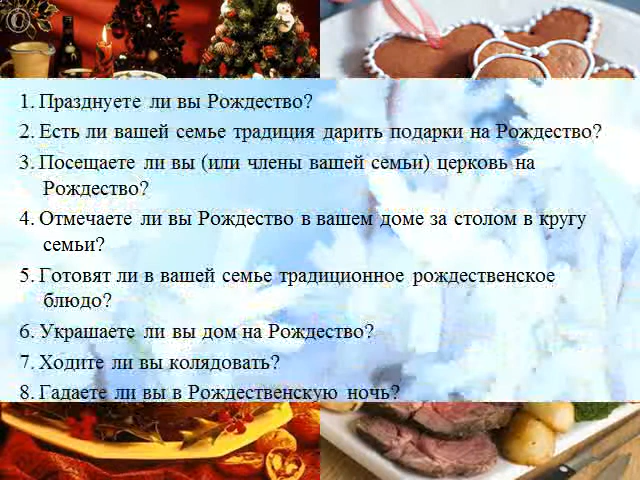 ©
1. Празднуете ли вы Рождество?
2. Есть ли вашей семье традиция дарить подарки на Рождество?
3. Посещаете ли вы (или члены вашей семьи) церковь на
Рождество?
4. Отмечаете ли вы Рождество в вашем доме за столом в кругу
семьи?
5. Готовят ли в вашей семье традиционное рождественское
блюдо?
6. Украшаете ли вы дом на Рождество?
7. Ходите ли вы колядовать?
8. Гадаете ли вы в Рождественскую ночь?